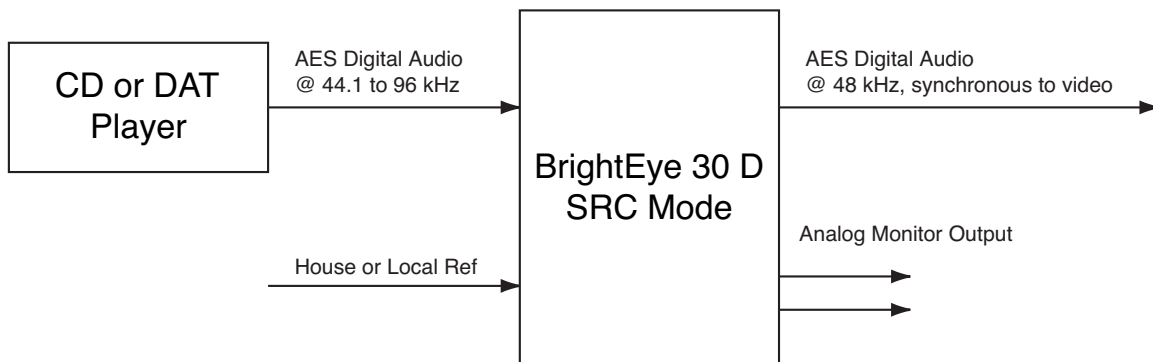 CD or DAT
Player
AES Digital Audio
@ 44.1 to 96 kHz
House or Local Ref
BrightEye 30 D
SRC Mode
AES Digital Audio
@ 48 kHz, synchronous to video
Analog Monitor Output